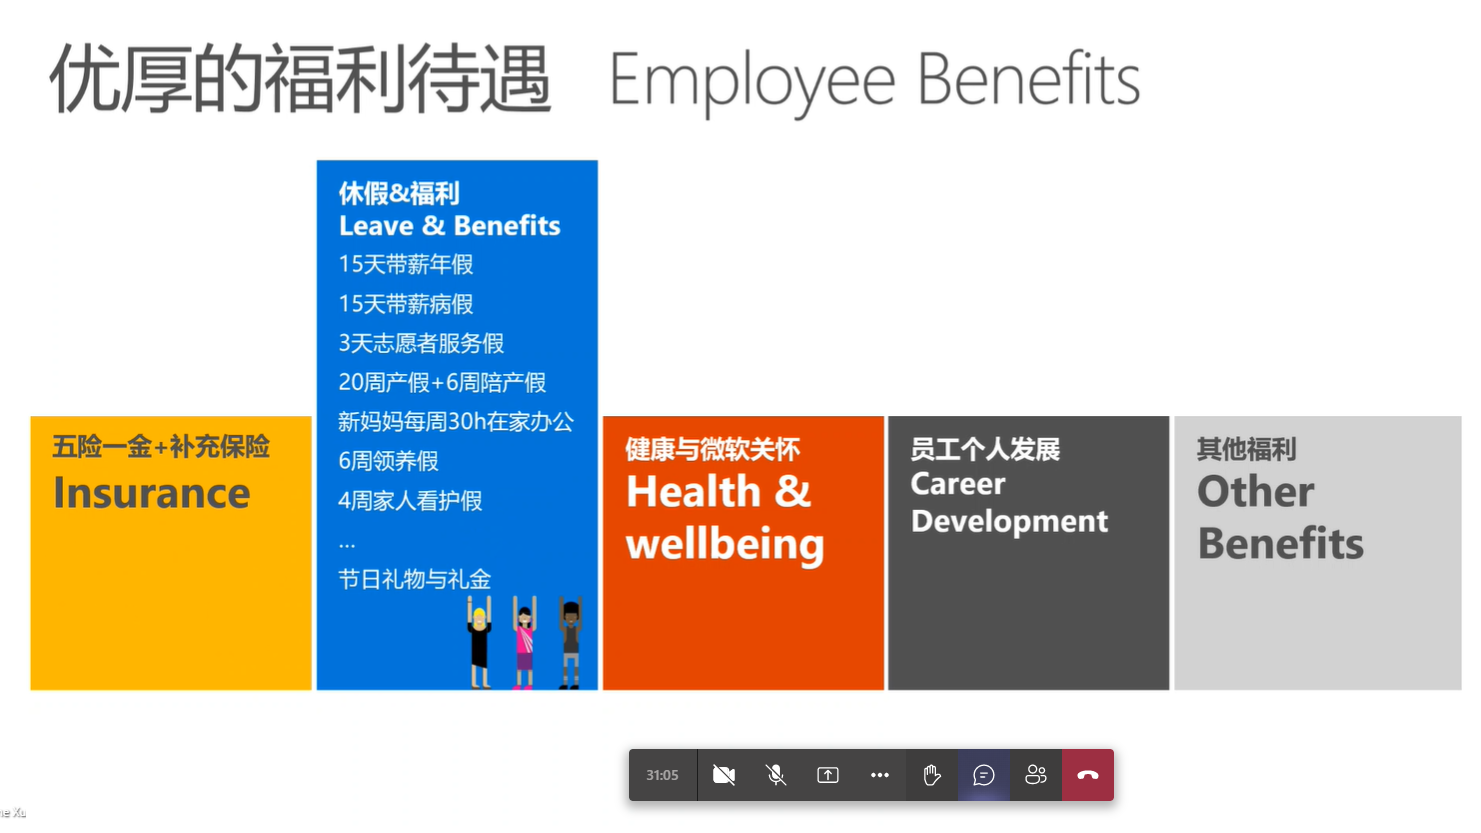 优厚的福利待遇 Employee Benefits
休假&福利
Leave & Benefits
15天带薪年假
15天带薪病假
3天志愿者服务假
20周产假+6周陪产假
新妈妈每周30h在家办公
6周领养假
4周家人看护假
...
节日礼物与礼金
五险一金+补充保险
Insurance
健康与微软关怀
Health &
wellbeing
员工个人发展
Career
Development
其他福利
Other
Benefits
31:05
Xu